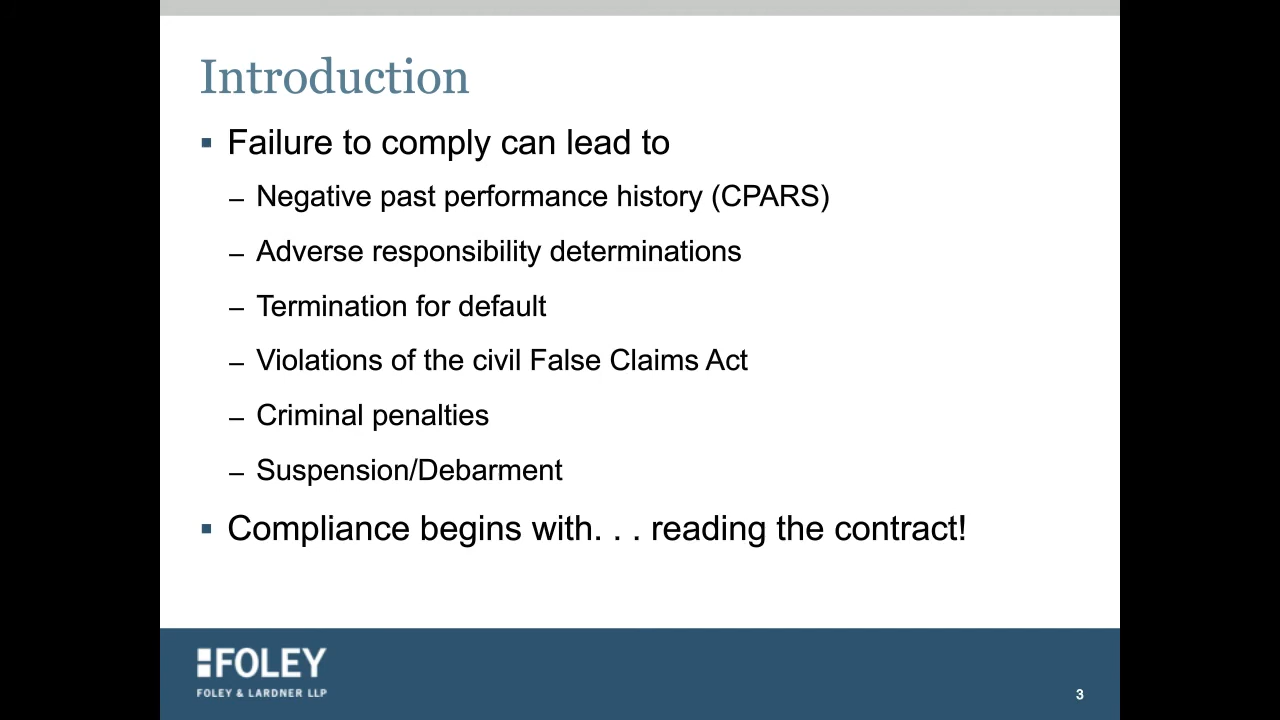 Introduction
▪ Failure to comply can lead to
– Negative past performance history (CPARS)
– Adverse responsibility determinations
– Termination for default
– Violations of the civil False Claims Act
– Criminal penalties
– Suspension/Debarment
▪ Compliance begins with. . . reading the contract!
FOLEY
FOLEY & LARDNER LLP
3